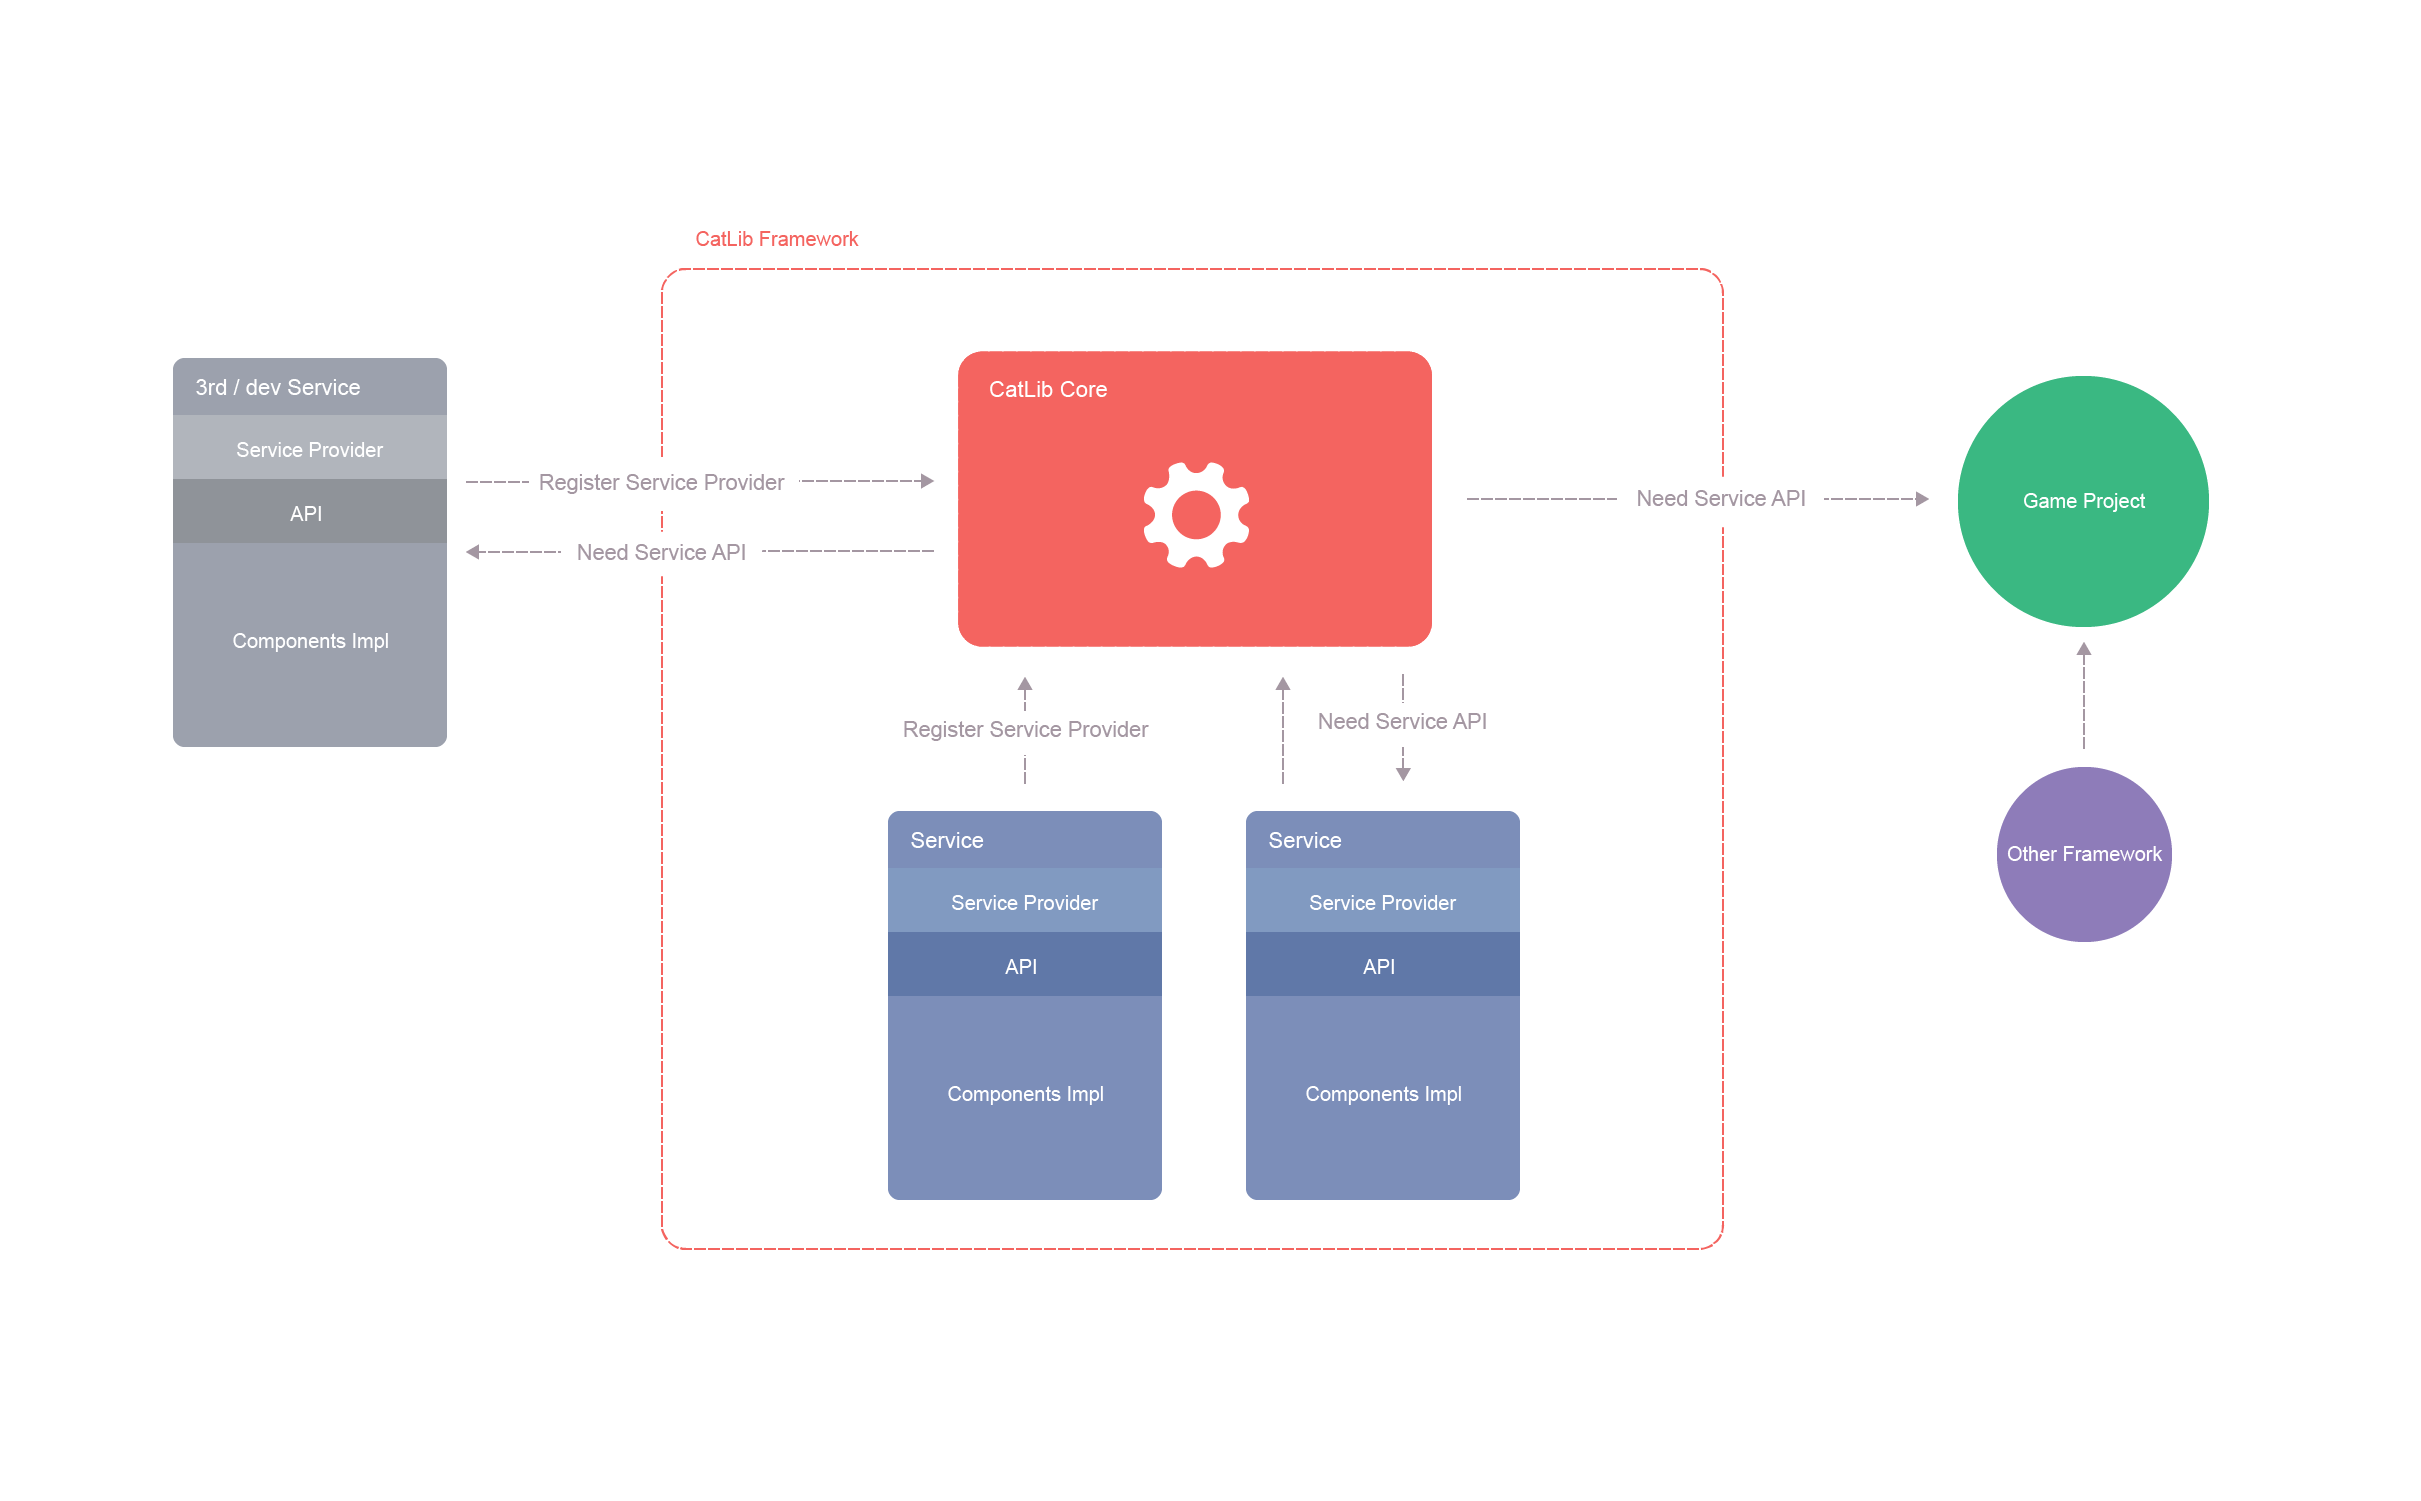 CatLib Framework
3rd / dev Service
Service Provider
API
Components Impl
Register Service Provider
Need Service API
CatLib Core
Need Service API
Game Project
Register Service Provider
Need Service API
Service
Service Provider
API
Components Impl
Service
Service Provider
API
Components Impl
Other Framework